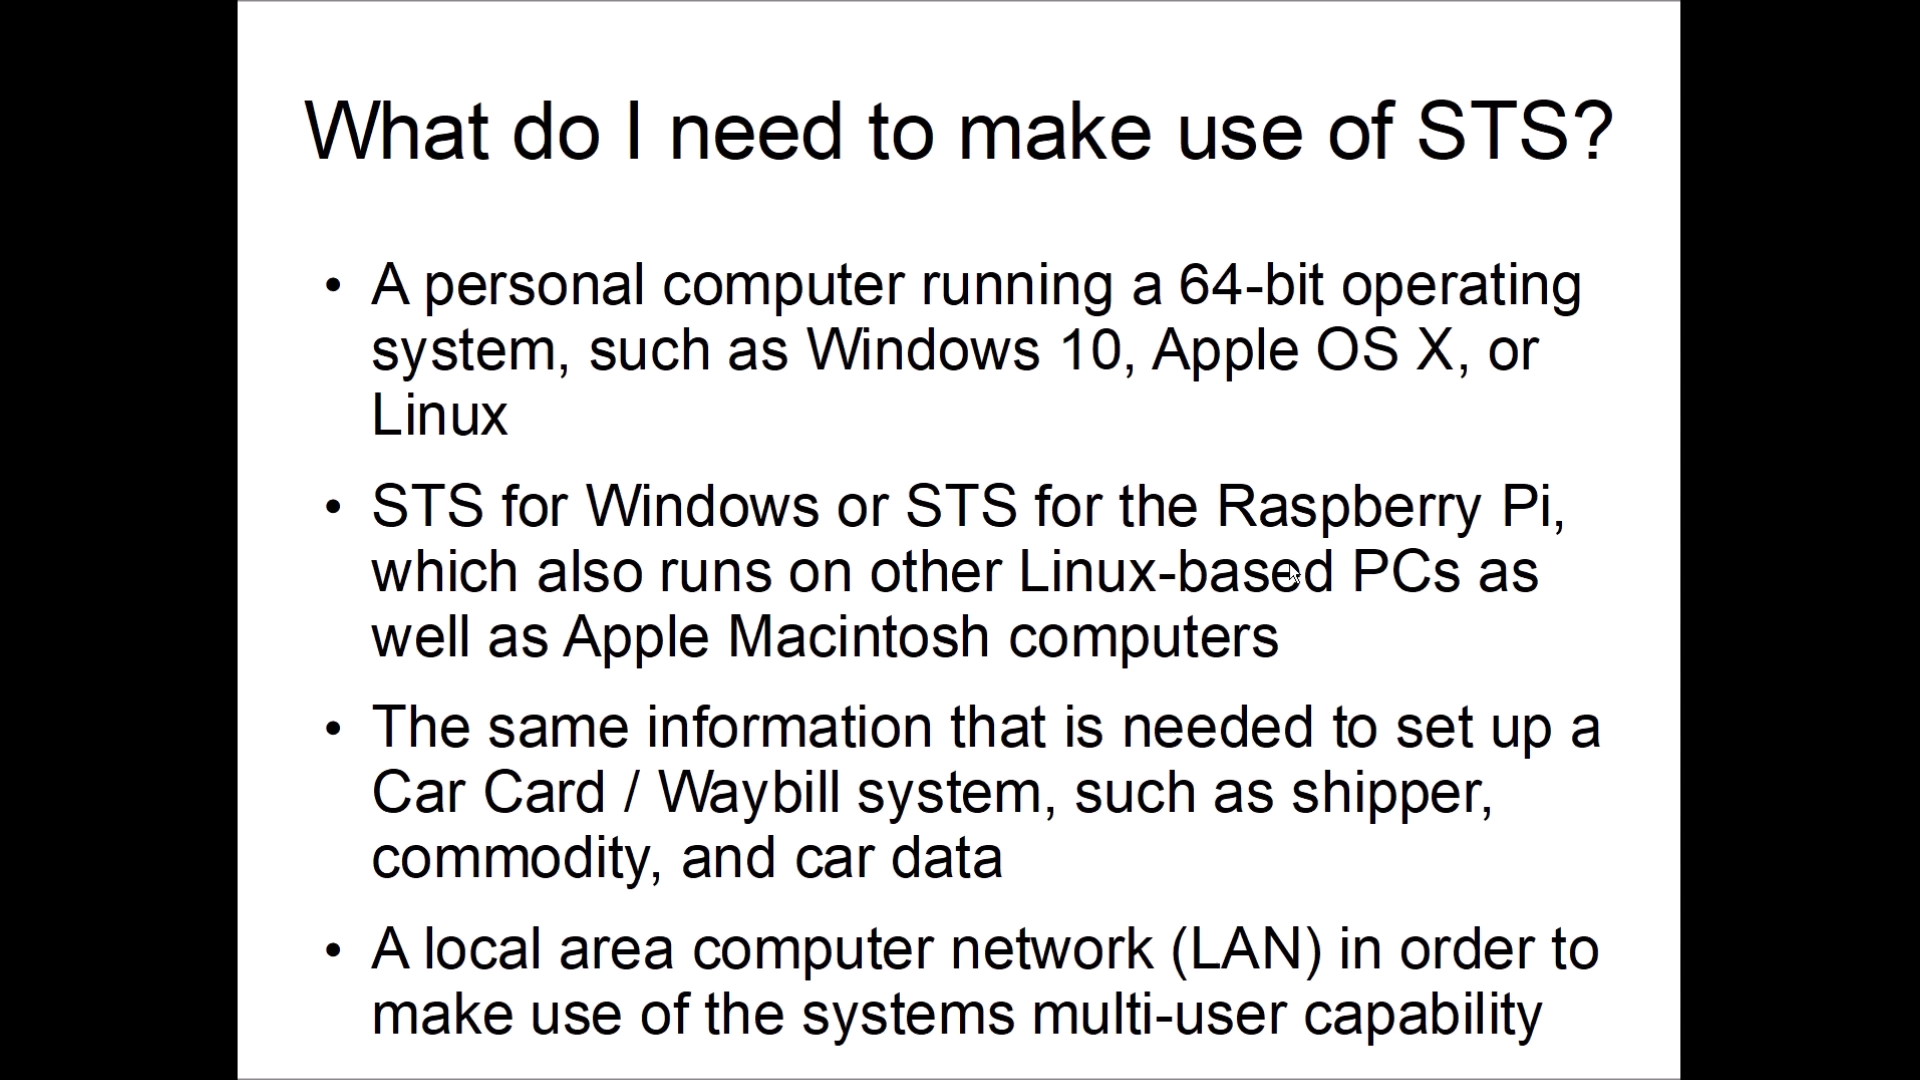 What do I need to make use of STS?
• A personal computer running a 64-bit operating
system, such as Windows 10, Apple OS X, or
Linux
• STS for Windows or STS for the Raspberry Pi,
which also runs on other Linux-based PCs as
well as Apple Macintosh computers
• The same information that is needed to set up a
Car Card / Waybill system, such as shipper,
commodity, and car data
• A local area computer network (LAN) in order to
make use of the systems multi-user capability